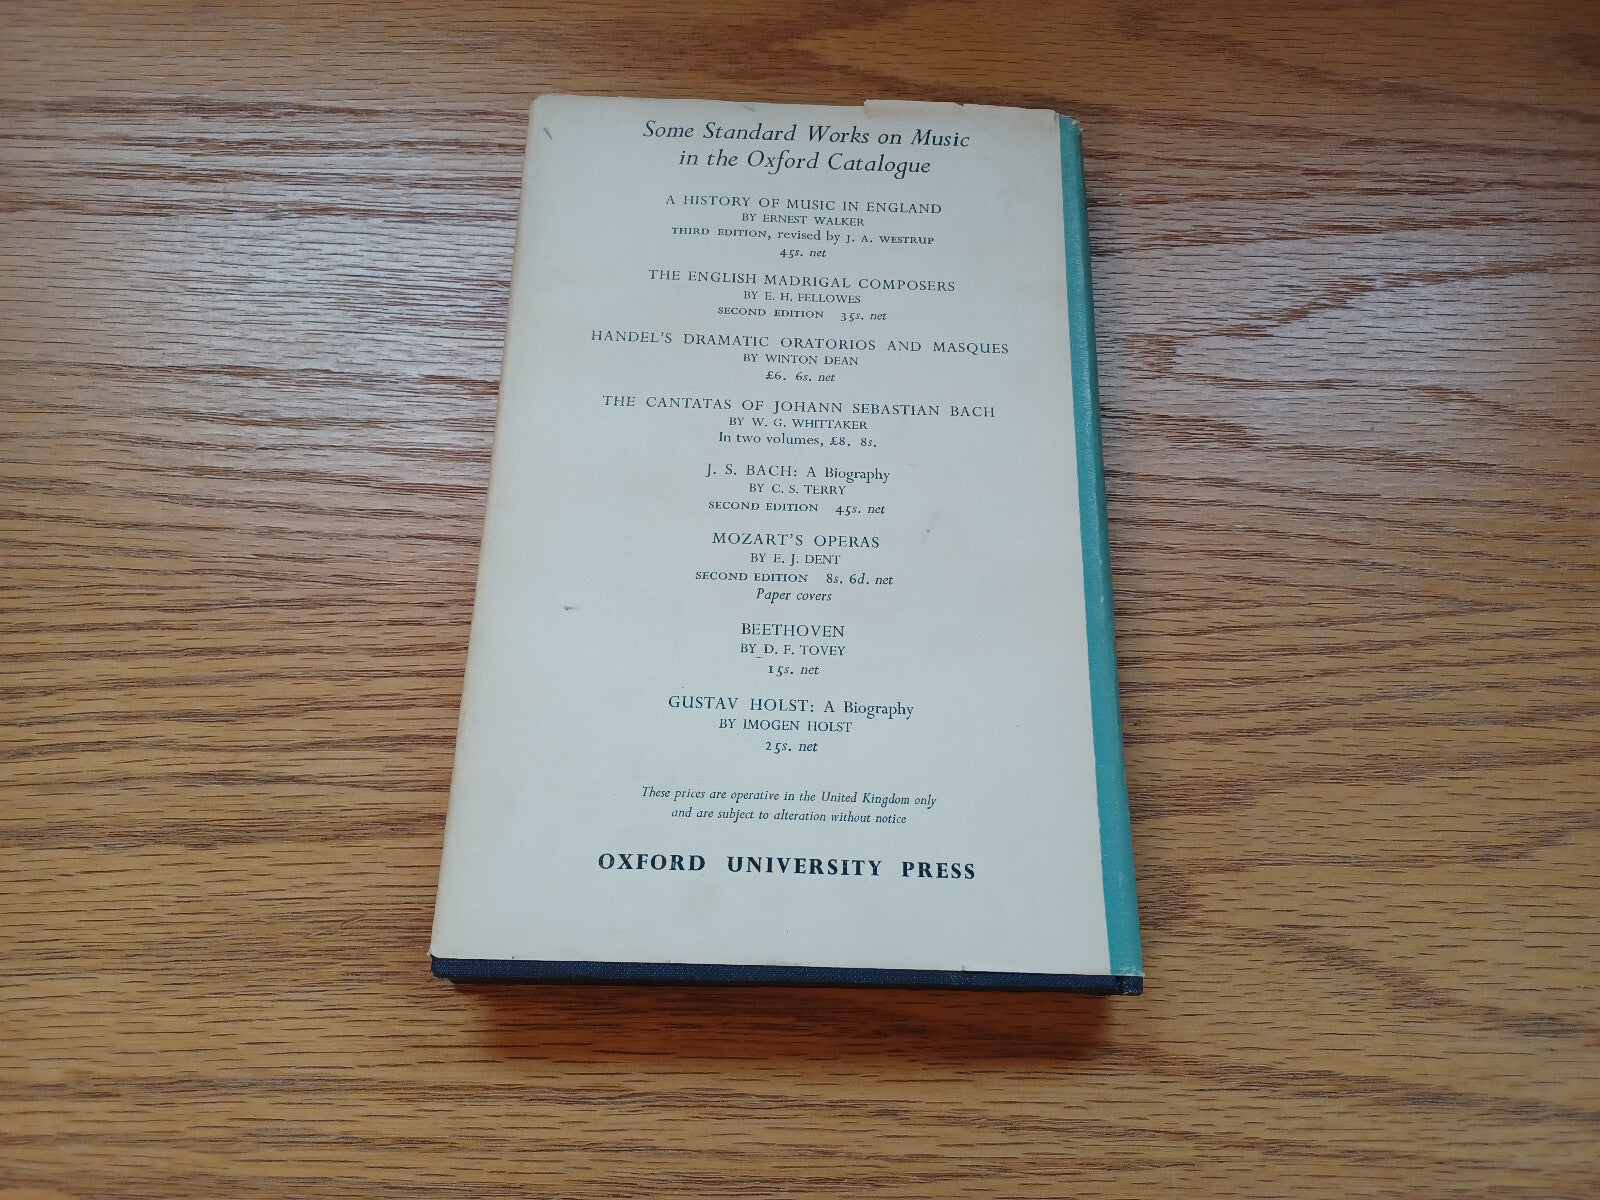 Some Standard Works on Music
in the Oxford Catalogue
A HISTORY OF MUSIC IN ENGLAND
BY ERNEST WALKER
THIRD EDITION, revised by J. A. WESTRUP
45s. net
THE ENGLISH MADRIGAL COMPOSERS
BY E. H. FELLOWES
SECOND EDITION 35s. net
HANDEL'S DRAMATIC ORATORIOS AND MASQUES
BY WINTON DEAN
£6. 6s. net
THE CANTATAS OF JOHANN SEBASTIAN BACH
BY W. G. WHITTAKER
In two volumes, £8. 8s.
J. S. BACH: A Biography
BY C. S. TERRY
SECOND EDITION 45s. net
MOZART'S OPERAS
BY E. J. DENT
SECOND EDITION 8s. 6d. net
Paper covers
BEETHOVEN
BY D. F. TOVEY
15s. net
GUSTAV HOLST: A Biography
BY IMOGEN HOLST
25s. net
These prices are operative in the United Kingdom only
and are subject to alteration without notice
OXFORD UNIVERSITY PRESS